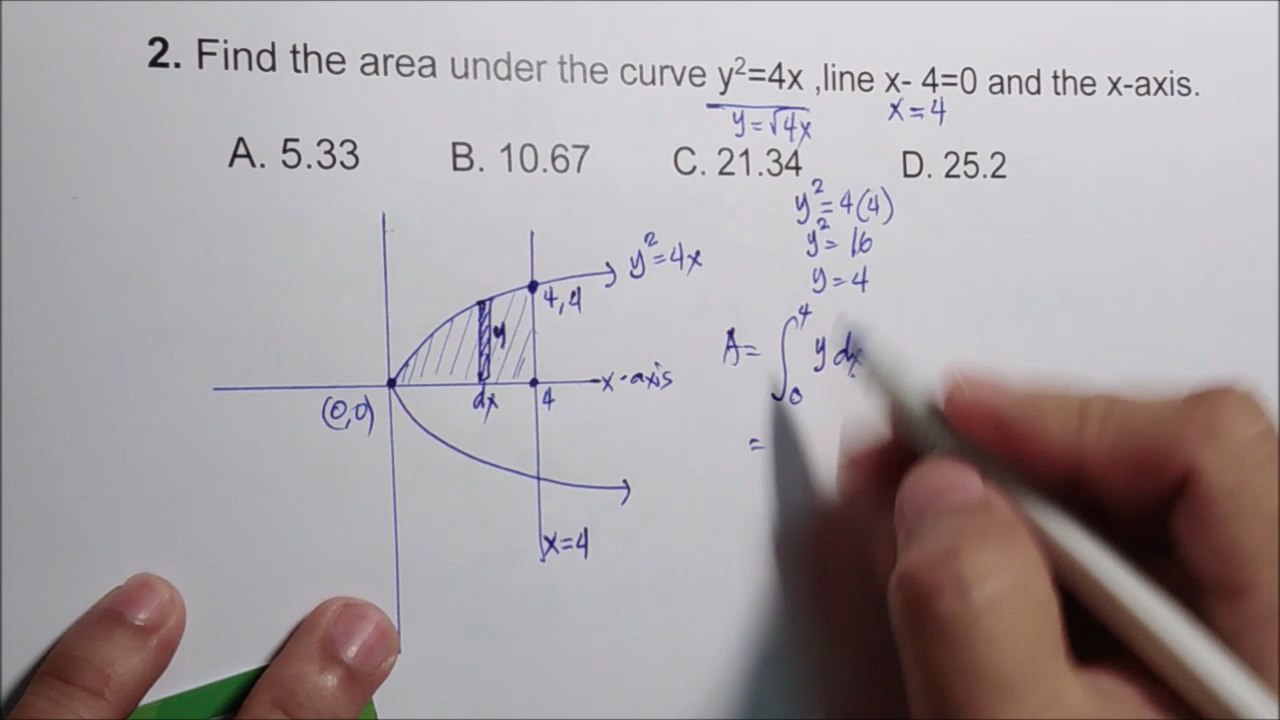 2. Find the area under the curve y²=4x ,line x- 4=0 and the x-axis.
y=√4x
x=4
A. 5.33 B. 10.67 C. 21.34 D. 25.2
y²=4(4)
y²=16
y=4
y²=4x
4,4
y
x-axis
(0,0)
dx
4
x=4
A= ∫₀⁴ y dx
=